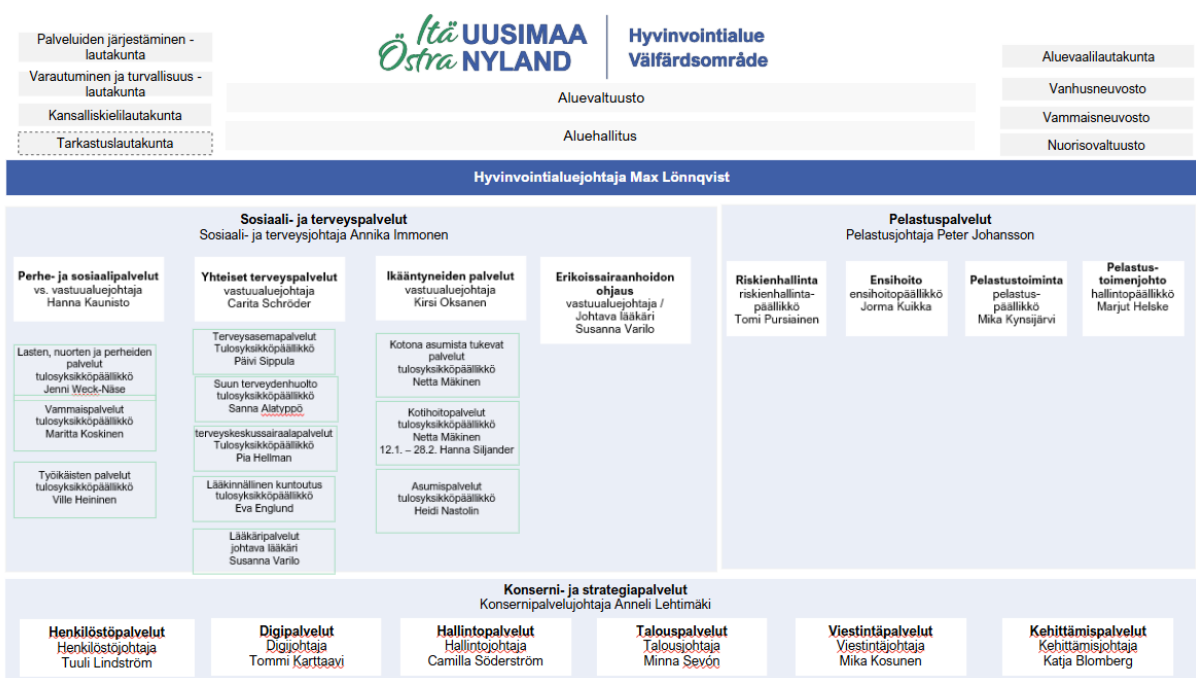 Palveluiden järjestäminen -
lautakunta
Varautuminen ja turvallisuus -
lautakunta
Kansalliskielilautakunta
Tarkastuslautakunta
Itä UUSIMAA
Östra NYLAND
Hyvinvointialue
Välfärdsområde
Aluevaltuusto
Aluehallitus
Aluevaalilautakunta
Vanhusneuvosto
Vammaisneuvosto
Nuorisovaltuusto
Hyvinvointialuejohtaja Max Lönnqvist
Sosiaali- ja terveyspalvelut
Sosiaali- ja terveysjohtaja Annika Immonen
Perhe- ja sosiaalipalvelut
vs. vastuualuejohtaja
Hanna Kaunisto
Lasten, nuorten ja perheiden
palvelut
tulosyksikköpäällikkö
Jenni Weck-Näse
Vammaispalvelut
tulosyksikköpäällikkö
Maritta Koskinen
Työikäisten palvelut
tulosyksikköpäällikkö
Ville Heininen
Yhteiset terveyspalvelut
vastuualuejohtaja
Carita Schröder
Terveysasemapalvelut
Tulosyksikköpäällikkö
Päivi Sippula
Suun terveydenhuolto
tulosyksikköpäällikkö
Sanna Alatyppö
terveyskeskussairaalapalvelut
Tulosyksikköpäällikkö
Pia Hellman
Lääkinnällinen kuntoutus
tulosyksikköpäällikkö
Eva Englund
Lääkäripalvelut
johtava lääkäri
Susanna Varilo
Ikääntyneiden palvelut
vastuualuejohtaja
Kirsi Oksanen
Kotona asumista tukevat
palvelut
tulosyksikköpäällikkö
Netta Mäkinen
Kotihoitopalvelut
tulosyksikköpäällikkö
Netta Mäkinen
12.1. – 28.2. Hanna Siljander
Asumispalvelut
tulosyksikköpäällikkö
Heidi Nastolin
Erikoissairaanhoidon
ohjaus
vastuualuejohtaja /
Johtava lääkäri
Susanna Varilo
Pelastuspalvelut
Pelastusjohtaja Peter Johansson
Riskienhallinta
riskienhallinta-
päällikkö
Tomi Pursiainen
Ensihoito
ensihoitopäällikkö
Jorma Kuikka
Pelastustoiminta
pelastus-
päällikkö
Mika Kynsijärvi
Pelastus-
toimenjohto
hallintopäällikkö
Marjut Helske
Konserni- ja strategiapalvelut
Konsernipalvelujohtaja Anneli Lehtimäki
Henkilöstöpalvelut
Henkilöstöjohtaja
Tuuli Lindström
Digipalvelut
Digijohtaja
Tommi Karttaavi
Hallintopalvelut
Hallintojohtaja
Camilla Söderström
Talouspalvelut
Talousjohtaja
Minna Sevón
Viestintäpalvelut
Viestintäjohtaja
Mika Kosunen
Kehittämispalvelut
Kehittämisjohtaja
Katja Blomberg